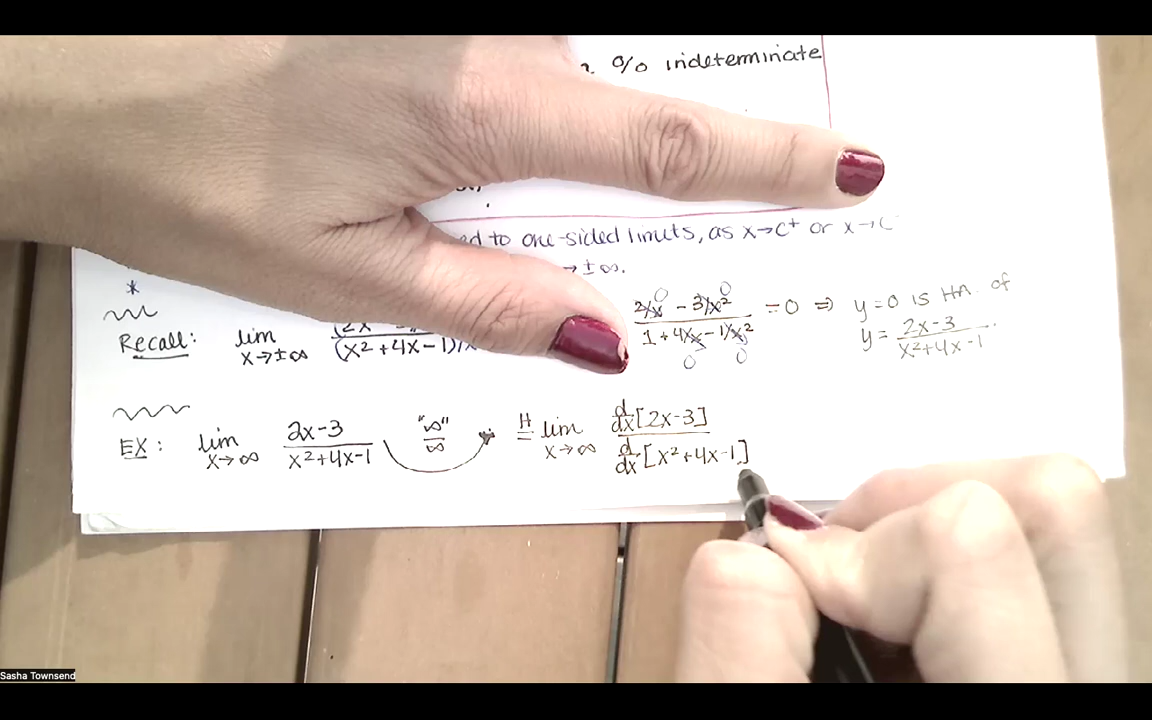 % indeterminate
to one-sided limits, as x→c⁺ or x→c⁻
→ ±∞.
*
Recall: lim x→±∞ (2x (x²+4x-1)/x 2/x - 3/x² / 1 + 4/x - 1/x² = 0 ⇒ y=0 is HA of y = 2x-3 / x²+4x-1
0 0 0 0
EX: lim x→∞ 2x-3 / x²+4x-1 "∞"/∞ =ᴴ lim x→∞ d/dx[2x-3] / d/dx[x²+4x-1]
Sasha Townsend